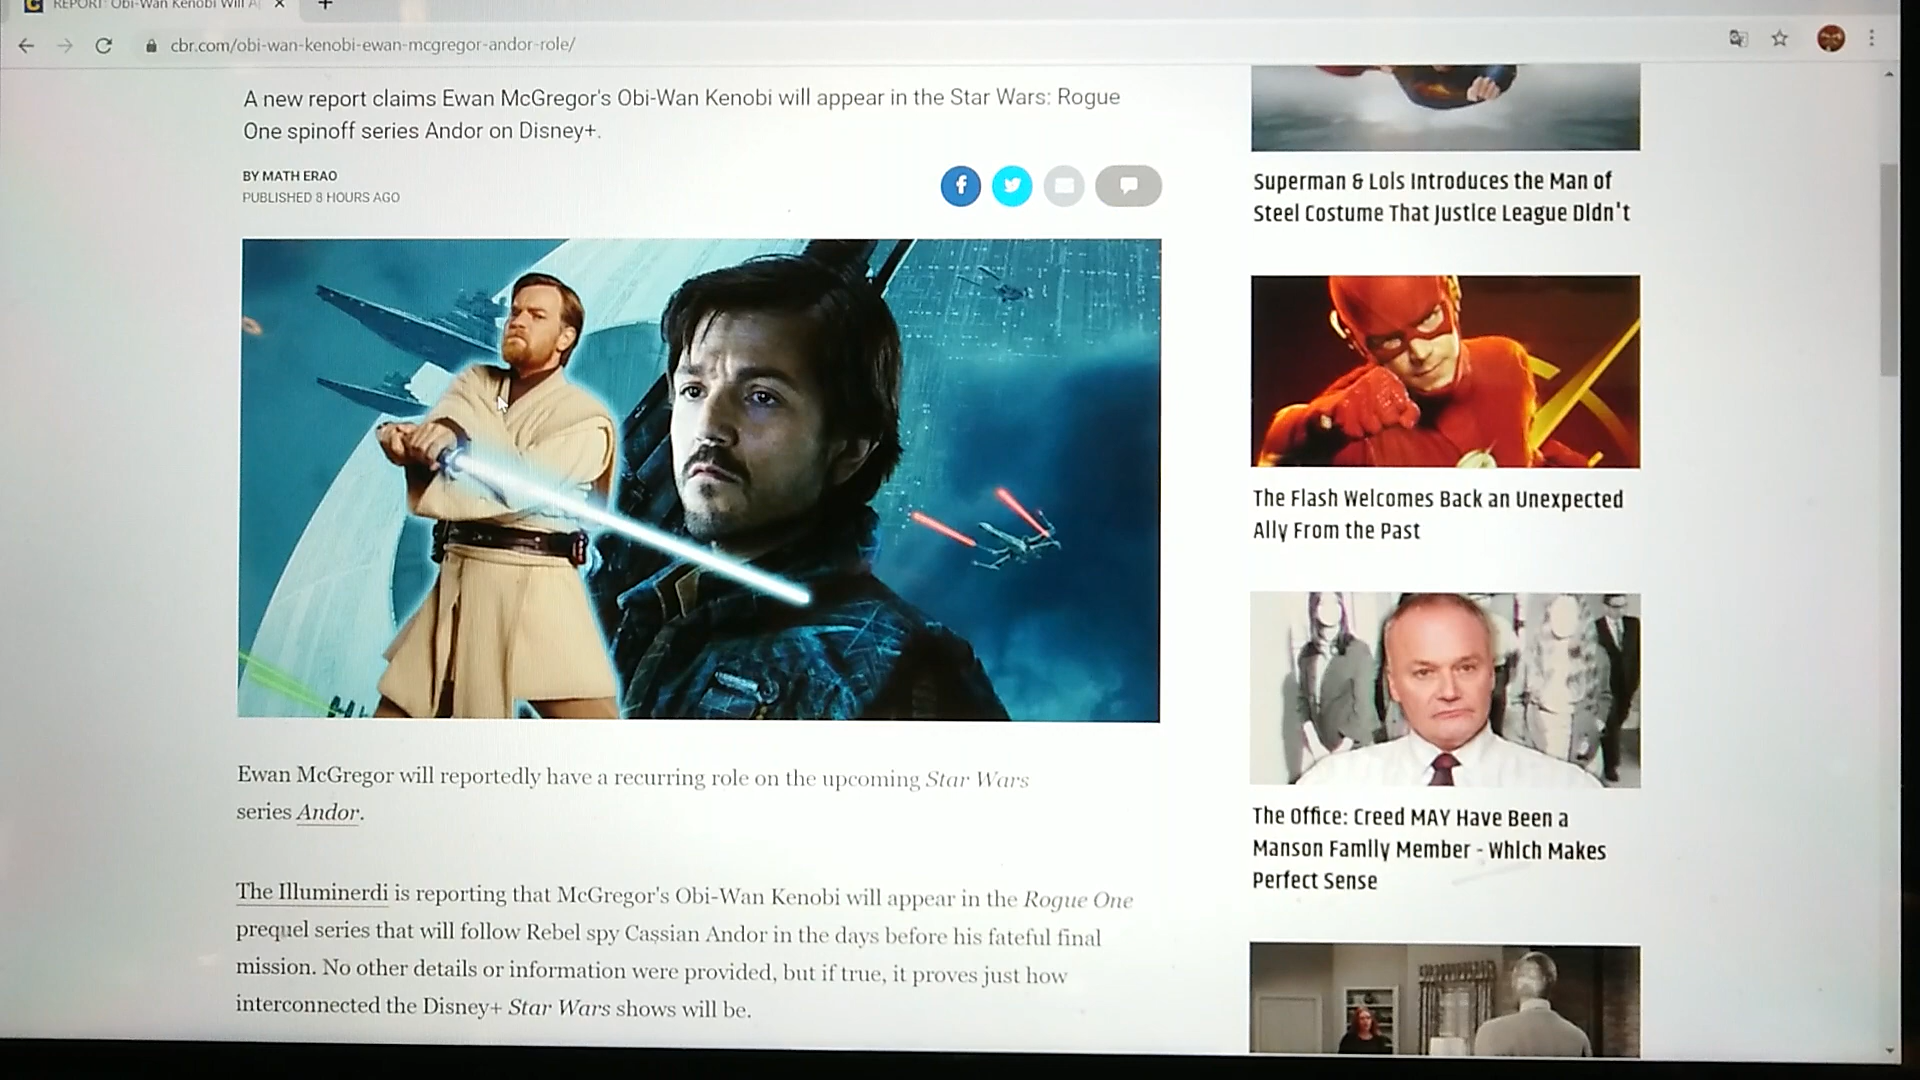 REPORT: Obi-Wan Kenobi Will A
cbr.com/obi-wan-kenobi-ewan-mcgregor-andor-role/
A new report claims Ewan McGregor's Obi-Wan Kenobi will appear in the Star Wars: Rogue
One spinoff series Andor on Disney+.
BY MATH ERAO
PUBLISHED 8 HOURS AGO
Ewan McGregor will reportedly have a recurring role on the upcoming Star Wars
series Andor.
The Illuminerdi is reporting that McGregor's Obi-Wan Kenobi will appear in the Rogue One
prequel series that will follow Rebel spy Cassian Andor in the days before his fateful final
mission. No other details or information were provided, but if true, it proves just how
interconnected the Disney+ Star Wars shows will be.
Superman & Lois Introduces the Man of
Steel Costume That Justice League Didn't
The Flash Welcomes Back an Unexpected
Ally From the Past
The Office: Creed MAY Have Been a
Manson Family Member - Which Makes
Perfect Sense